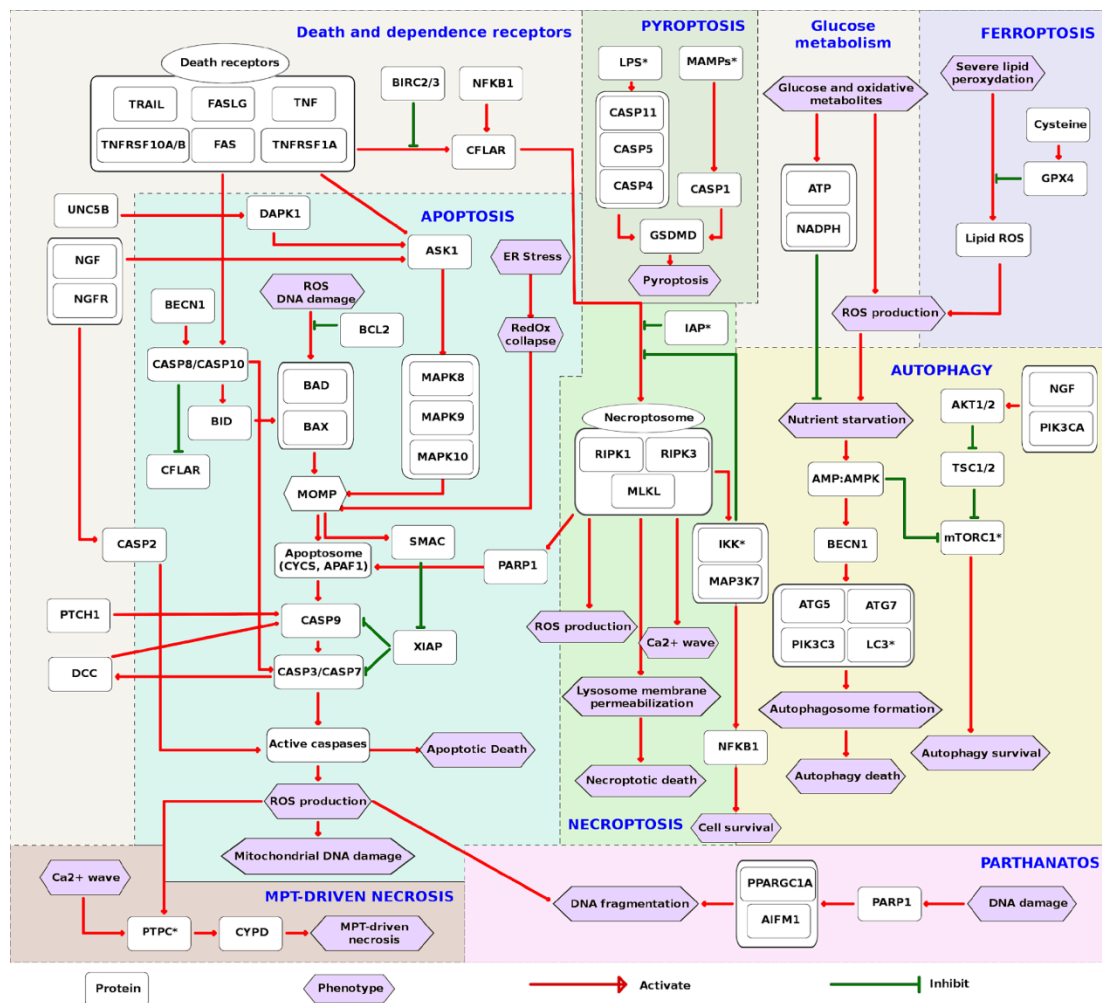 Death and dependence receptors
Death receptors
TRAIL
FASLG
TNF
TNFRSF10A/B
FAS
TNFRSF1A
BIRC2/3
NFKB1
CFLAR
UNC5B
NGF
NGFR
PYROPTOSIS
LPS*
MAMPs*
CASP11
CASP5
CASP4
CASP1
GSDMD
Pyroptosis
Glucose
metabolism
Glucose and oxidative
metabolites
ATP
NADPH
ROS production
FERROPTOSIS
Severe lipid
peroxydation
Cysteine
GPX4
Lipid ROS
APOPTOSIS
DAPK1
ASK1
ER Stress
ROS
DNA damage
BECN1
BCL2
RedOx
collapse
CASP8/CASP10
BAD
BAX
BID
CFLAR
MAPK8
MAPK9
MAPK10
MOMP
SMAC
Apoptosome
(CYCS, APAF1)
CASP2
PTCH1
CASP9
XIAP
DCC
CASP3/CASP7
Active caspases
Apoptotic Death
ROS production
Mitochondrial DNA damage
IAP*
Necroptosome
RIPK1
RIPK3
MLKL
PARP1
IKK*
MAP3K7
ROS production
Ca2+ wave
Lysosome membrane
permeabilization
NFKB1
Necroptotic death
Cell survival
NECROPTOSIS
AUTOPHAGY
Nutrient starvation
AKT1/2
NGF
PIK3CA
TSC1/2
AMP:AMPK
mTORC1*
BECN1
ATG5
ATG7
PIK3C3
LC3*
Autophagosome formation
Autophagy survival
Autophagy death
MPT-DRIVEN NECROSIS
Ca2+ wave
PTPC*
CYPD
MPT-driven
necrosis
PARTHANATOS
DNA fragmentation
PPARGC1A
AIFM1
PARP1
DNA damage
Protein
Phenotype
Activate
Inhibit